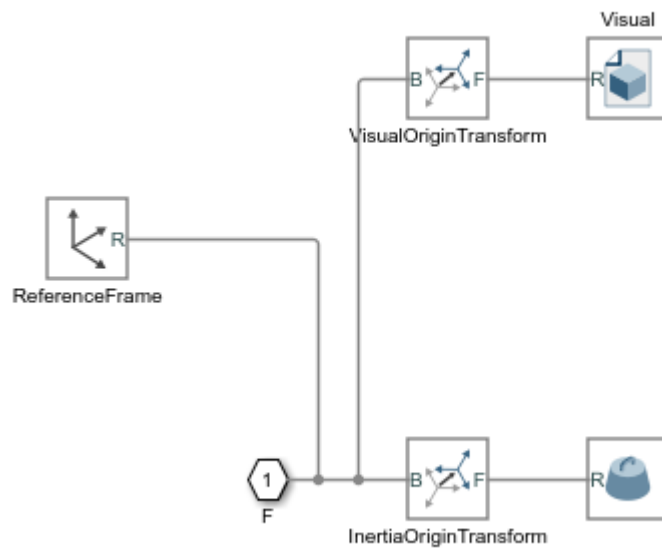 Visual
B F R
VisualOriginTransform
R
ReferenceFrame
1
F
B F R
InertiaOriginTransform